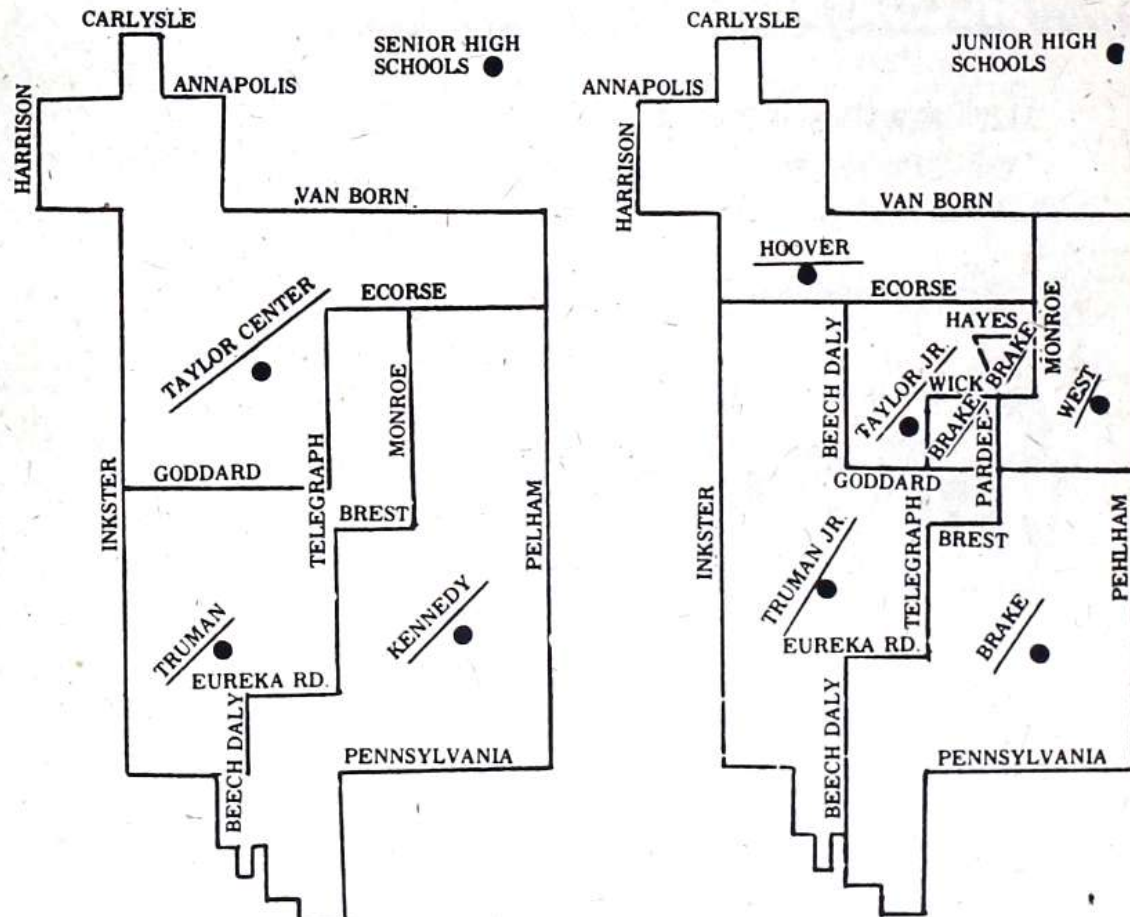 CARLYSLE
SENIOR HIGH
SCHOOLS
ANNAPOLIS
HARRISON
VAN BORN
ECORSE
TAYLOR CENTER
MONROE
GODDARD
INKSTER
TELEGRAPH
BREST
PELHAM
TRUMAN
KENNEDY
EUREKA RD.
BEECH DALY
PENNSYLVANIA
CARLYSLE
JUNIOR HIGH
SCHOOLS
ANNAPOLIS
HARRISON
VAN BORN
HOOVER
ECORSE
HAYES
MONROE
BEECH DALY
TAYLOR JR.
WICK
BRAKE
BRAKE
WEST
PARDEE
GODDARD
INKSTER
TELEGRAPH
BREST
PEHLHAM
TRUMAN JR.
BRAKE
EUREKA RD.
BEECH DALY
PENNSYLVANIA